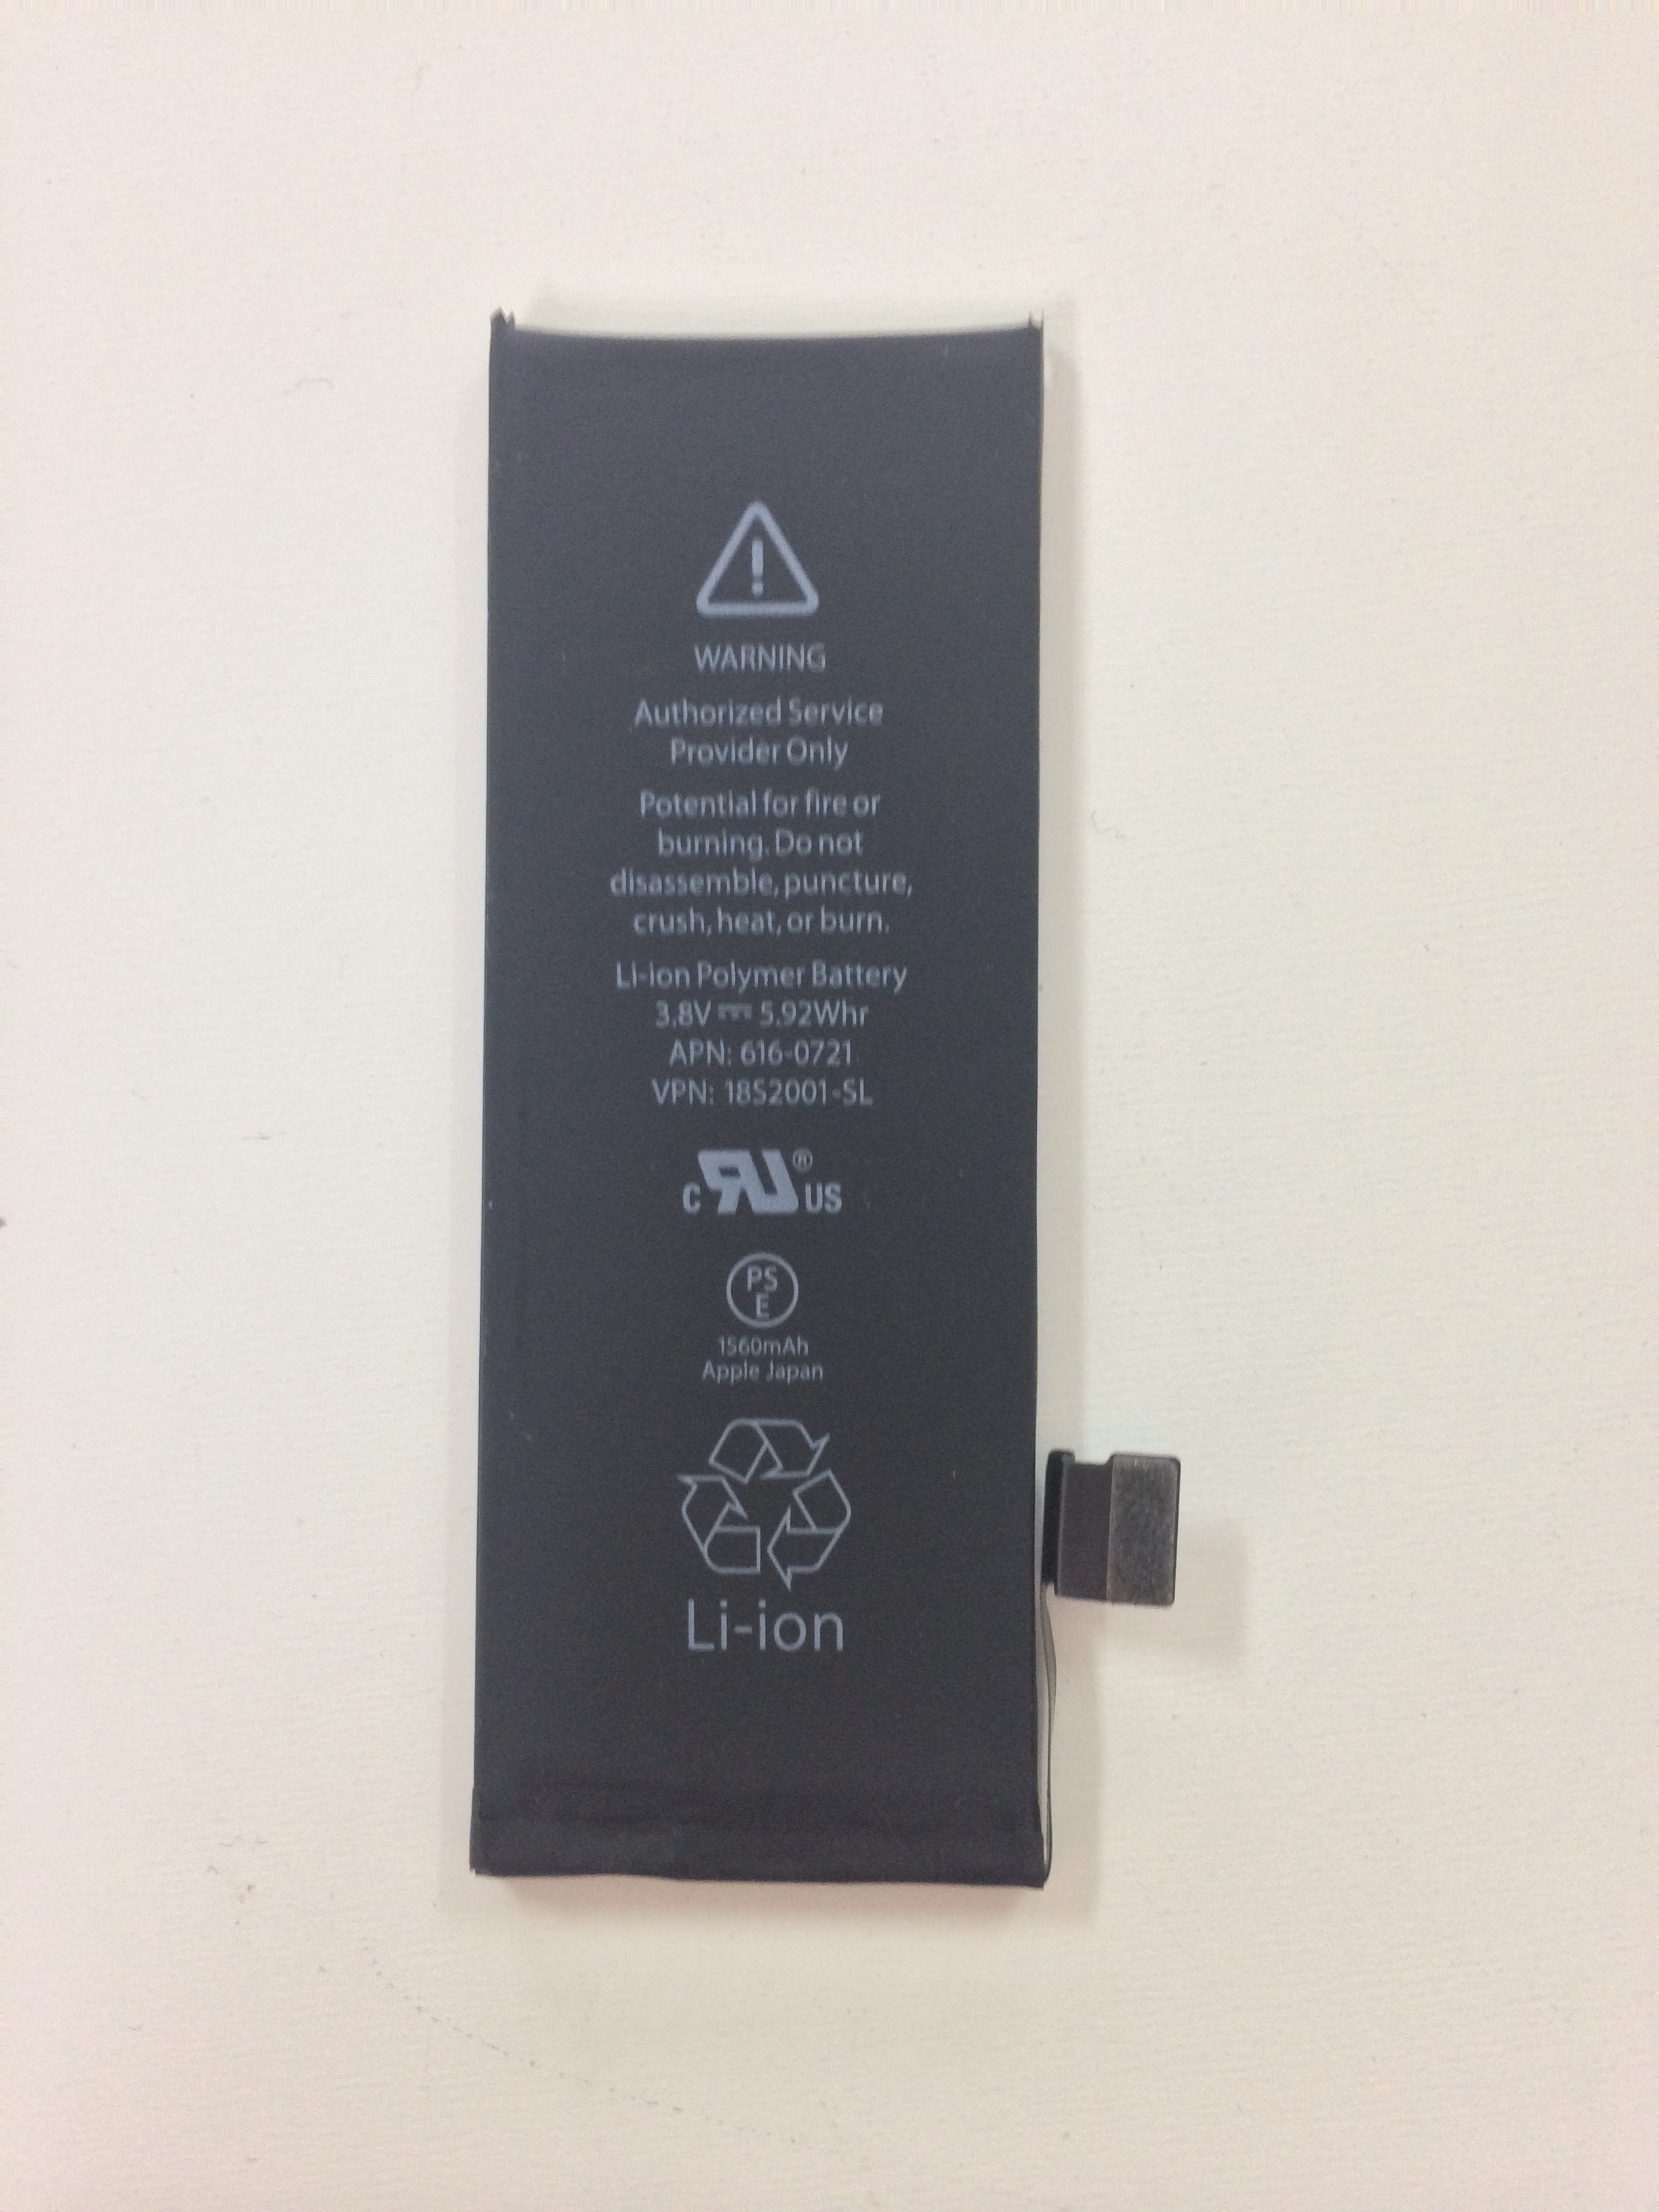 WARNING
Authorized Service
Provider Only
Potential for fire or
burning. Do not
disassemble, puncture,
crush, heat, or burn.
Li-ion Polymer Battery
3.8V ⎓ 5.92Whr
APN: 616-0721
VPN: 1852001-SL
c RU® US
PS
E
1560mAh
Apple Japan
Li-ion